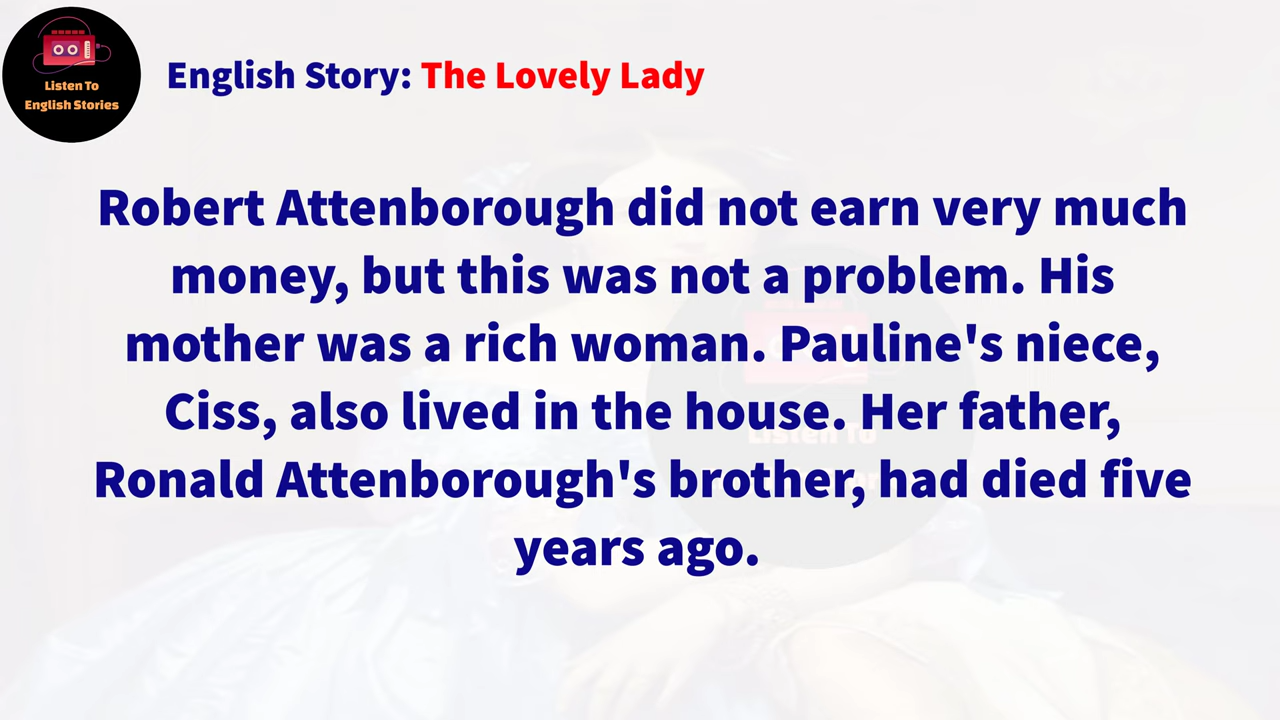 Listen To
English Stories
English Story: The Lovely Lady
Robert Attenborough did not earn very much
money, but this was not a problem. His
mother was a rich woman. Pauline's niece,
Ciss, also lived in the house. Her father,
Ronald Attenborough's brother, had died five
years ago.
Listen To